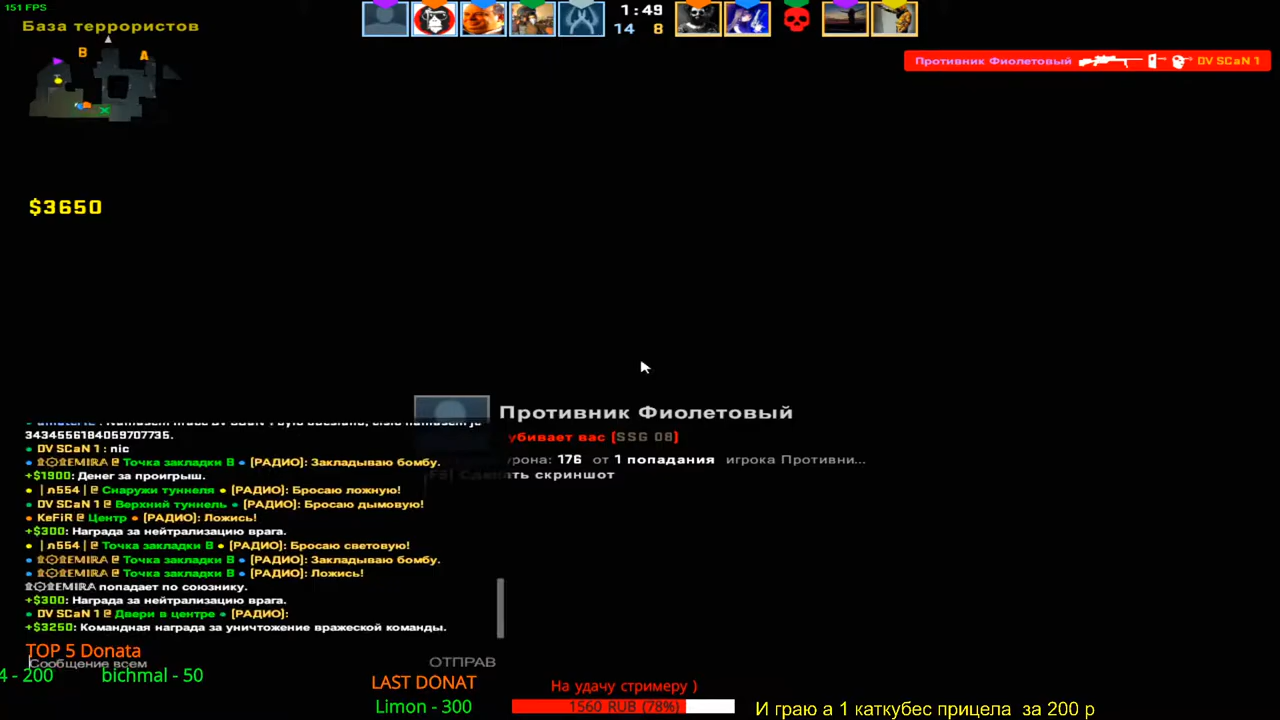 151 FPS
База террористов
B
A
1:49
14 8
Противник Фиолетовый DV SCaN 1
$3650
Противник Фиолетовый
убивает вас [SSG 08]
урона: 176 от 1 попадания игрока Противни...
Сделать скриншот
3434556184059707735.
DV SCaN 1 : nic
EMIRA @ Точка закладки B ● [РАДИО]: Закладываю бомбу.
+$1900: Денег за проигрыш.
● | л554 | @ Снаружи туннеля ● [РАДИО]: Бросаю ложную!
● DV SCaN 1 @ Верхний туннель ● [РАДИО]: Бросаю дымовую!
● KeFiR @ Центр ● [РАДИО]: Ложись!
+$300: Награда за нейтрализацию врага.
● | л554 | @ Точка закладки B ● [РАДИО]: Бросаю световую!
EMIRA @ Точка закладки B ● [РАДИО]: Закладываю бомбу.
EMIRA @ Точка закладки B ● [РАДИО]: Ложись!
EMIRA попадает по союзнику.
+$300: Награда за нейтрализацию врага.
● DV SCaN 1 @ Двери в центре ● [РАДИО]:
+$3250: Командная награда за уничтожение вражеской команды.
TOP 5 Donata
Сообщение всем
ОТПРАВ
4 - 200 bichmal - 50
LAST DONAT
Limon - 300
На удачу стримеру )
1560 RUB (78%)
И граю а 1 каткубес прицела за 200 р